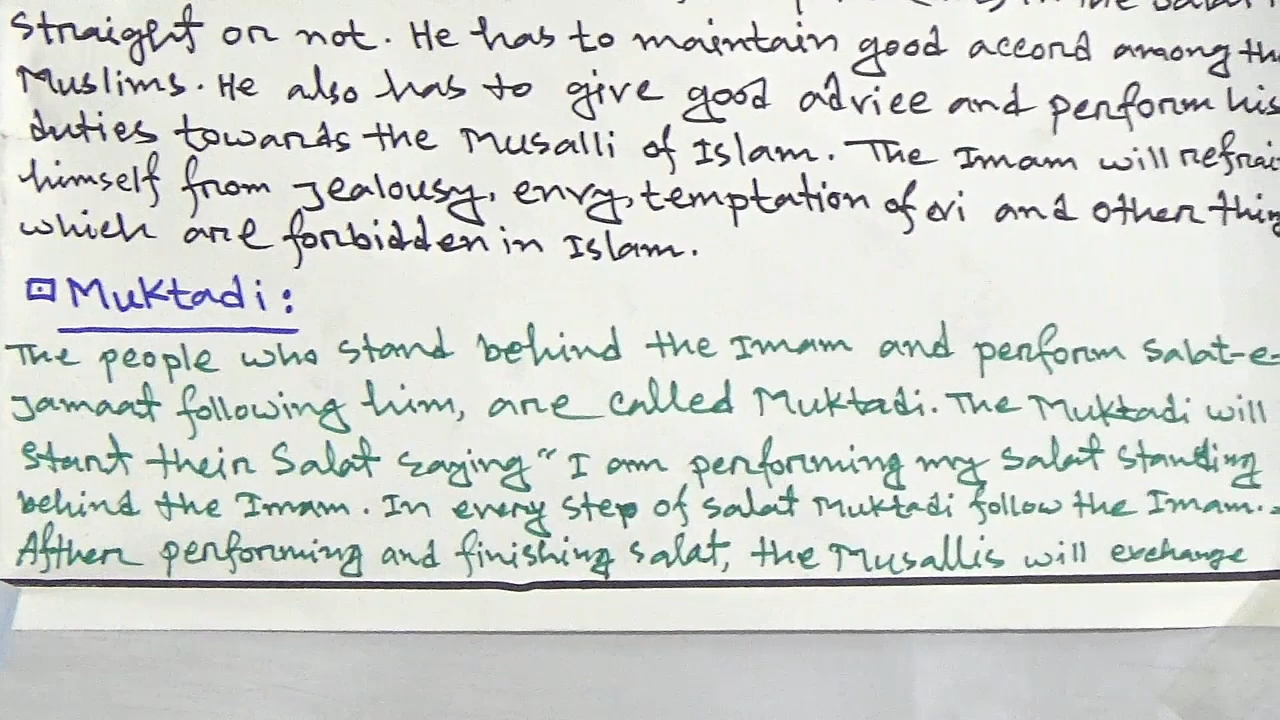 in the salat
straight or not. He has to maintain good accord among th
Muslims. He also has to give good advice and perform his
duties towards the Musalli of Islam. The Imam will refrai
himself from jealousy, envy, temptation of evi and other thing
which are forbidden in Islam.
Muktadi:
The people who stand behind the Imam and perform salat-e-
jamaat following him, are called Muktadi. The Muktadi will
start their Salat saying "I am performing my salat standing
behind the Imam. In every step of salat Muktadi follow the Imam.
Afther performing and finishing salat, the Musallis will exchange